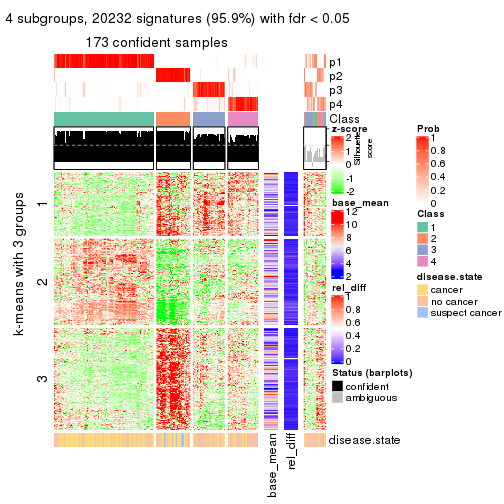 4 subgroups, 20232 signatures (95.9%) with fdr < 0.05
173 confident samples
p1
p2
p3
p4
Class
Silhouette score
1
2
3
k-means with 3 groups
disease.state
base_mean
rel_diff
z-score
2
1
0
-1
-2
base_mean
12
10
8
6
4
2
rel_diff
1
0.8
0.6
0.4
0.2
0
Status (barplots)
confident
ambiguous
Prob
1
0.8
0.6
0.4
0.2
0
Class
1
2
3
4
disease.state
cancer
no cancer
suspect cancer